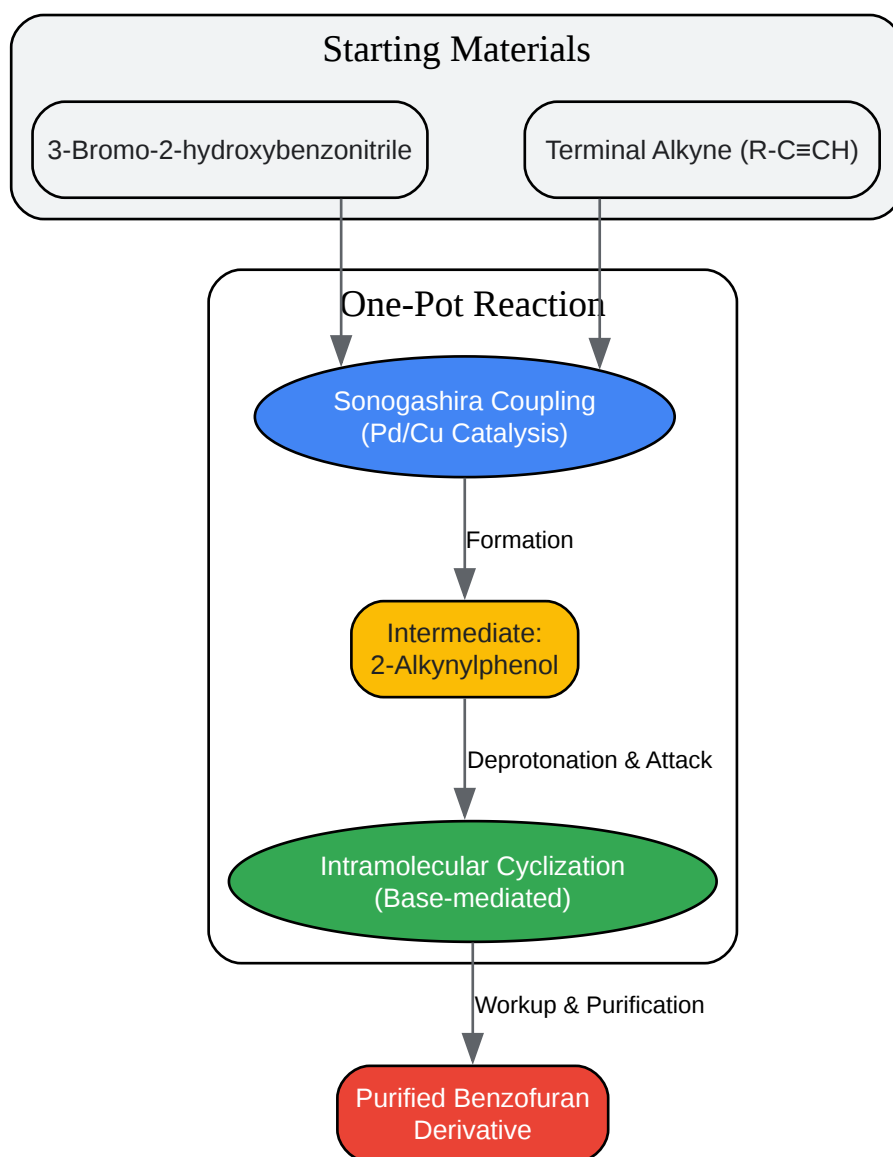 Starting Materials
3-Bromo-2-hydroxybenzonitrile
Terminal Alkyne (R-C≡CH)
One-Pot Reaction
Sonogashira Coupling
(Pd/Cu Catalysis)
Formation
Intermediate:
2-Alkynylphenol
Deprotonation & Attack
Intramolecular Cyclization
(Base-mediated)
Workup & Purification
Purified Benzofuran
Derivative